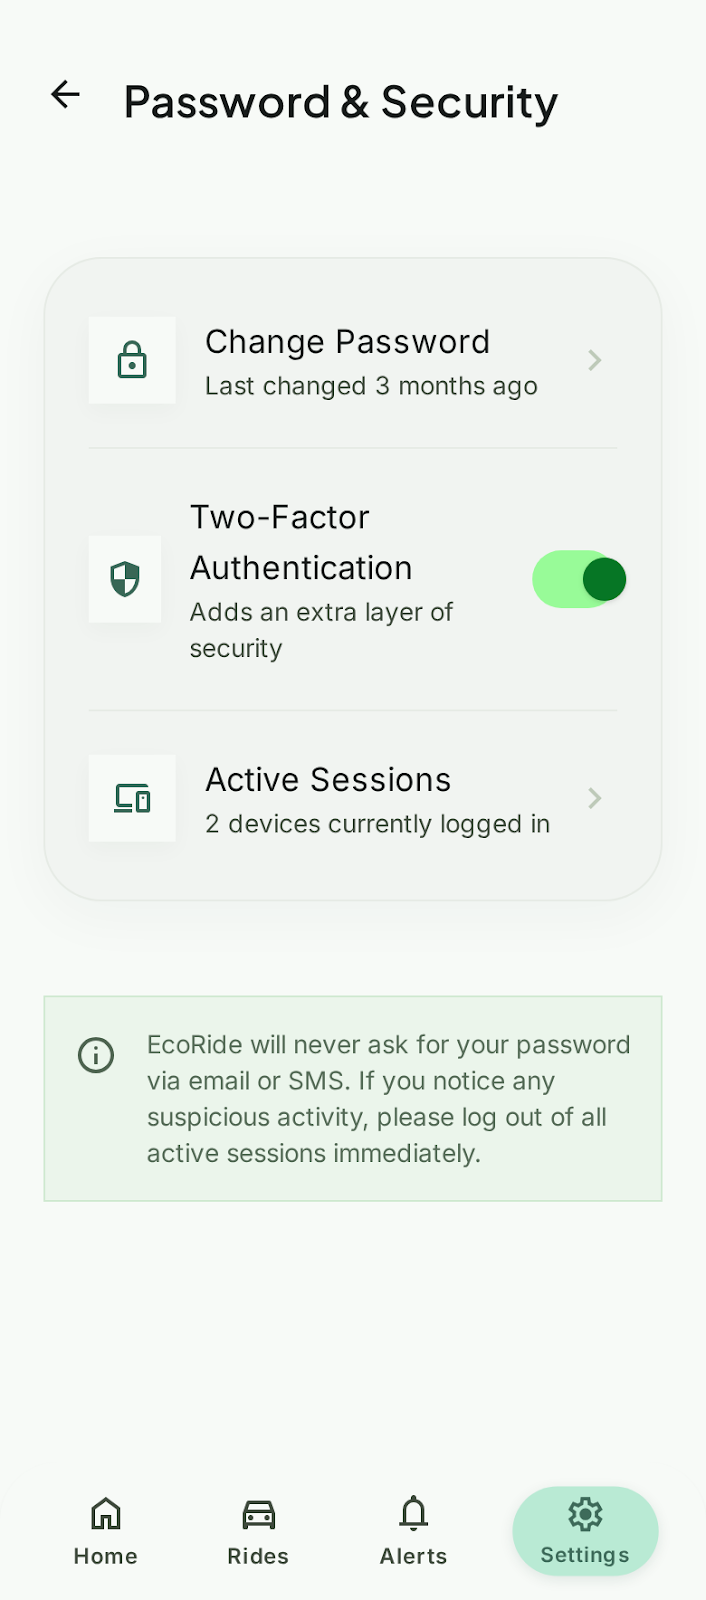 Password & Security
Change Password
Last changed 3 months ago
Two-Factor
Authentication
Adds an extra layer of
security
Active Sessions
2 devices currently logged in
EcoRide will never ask for your password
via email or SMS. If you notice any
suspicious activity, please log out of all
active sessions immediately.
Home
Rides
Alerts
Settings